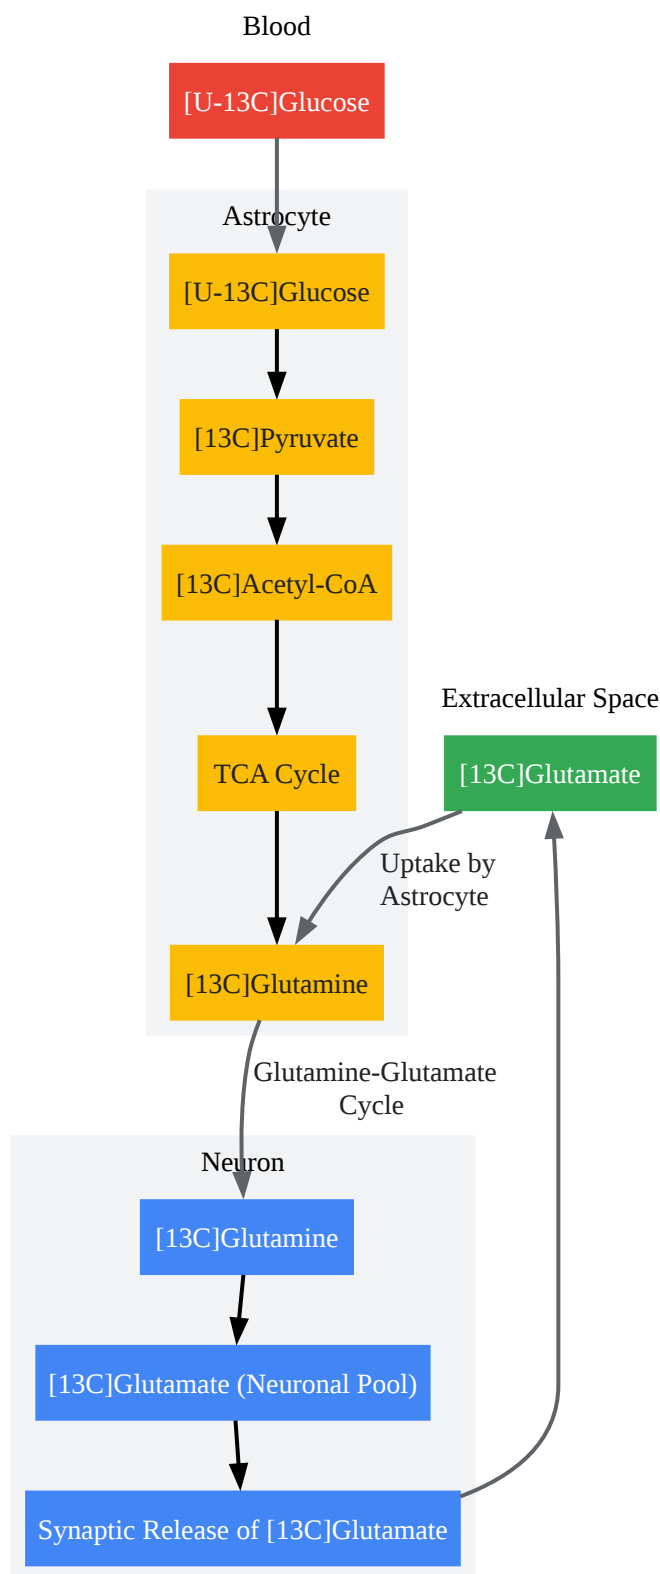 Blood
[U-13C]Glucose
Astrocyte
[U-13C]Glucose
[13C]Pyruvate
[13C]Acetyl-CoA
Extracellular Space
TCA Cycle
[13C]Glutamate
Uptake by
Astrocyte
[13C]Glutamine
Glutamine-Glutamate
Cycle
Neuron
[13C]Glutamine
[13C]Glutamate (Neuronal Pool)
Synaptic Release of [13C]Glutamate